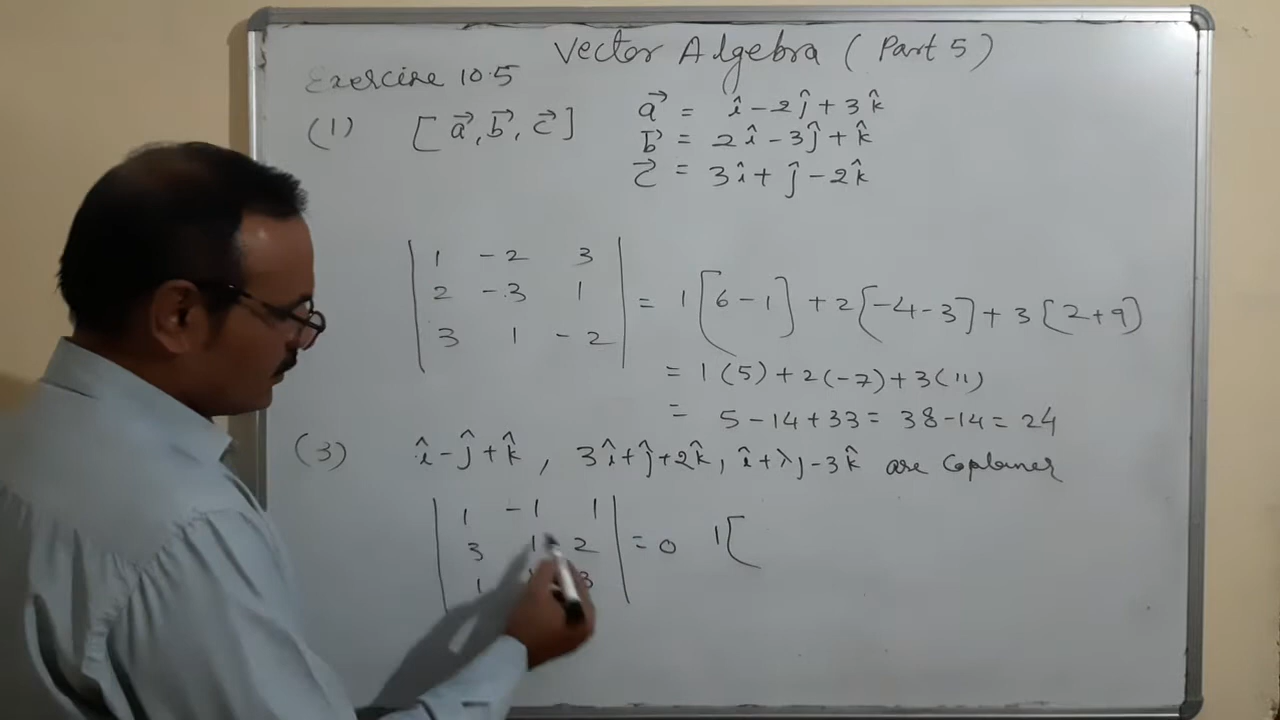 Vector Algebra (Part 5)
Exercise 10.5
(1) [a⃗, b⃗, c⃗] a⃗ = î - 2ĵ + 3k̂
b⃗ = 2î - 3ĵ + k̂
c⃗ = 3î + ĵ - 2k̂
| 1 -2 3 |
| 2 -3 1 | = 1[6-1] + 2[-4-3] + 3[2+9]
| 3 1 -2 |
= 1(5) + 2(-7) + 3(11)
= 5 - 14 + 33 = 38 - 14 = 24
(3) î - ĵ + k̂, 3î + ĵ + 2k̂, î + λj - 3k̂ are Coplaner
| 1 -1 1 |
| 3 1 2 | = 0 1[
| 1 3 |